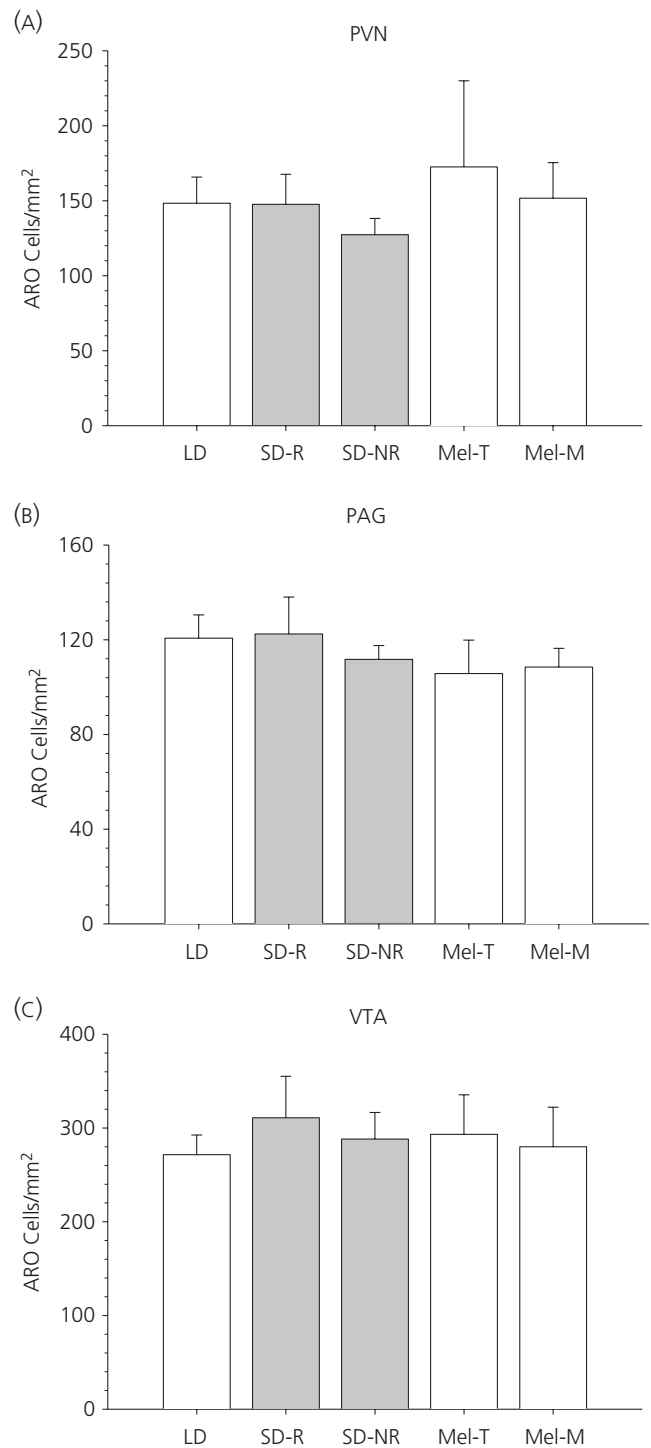 (A)
PVN
250
200
150
100
50
0
ARO Cells/mm²
LD SD-R SD-NR Mel-T Mel-M
(B)
PAG
160
120
80
40
0
ARO Cells/mm²
LD SD-R SD-NR Mel-T Mel-M
(C)
VTA
400
300
200
100
0
ARO Cells/mm²
LD SD-R SD-NR Mel-T Mel-M